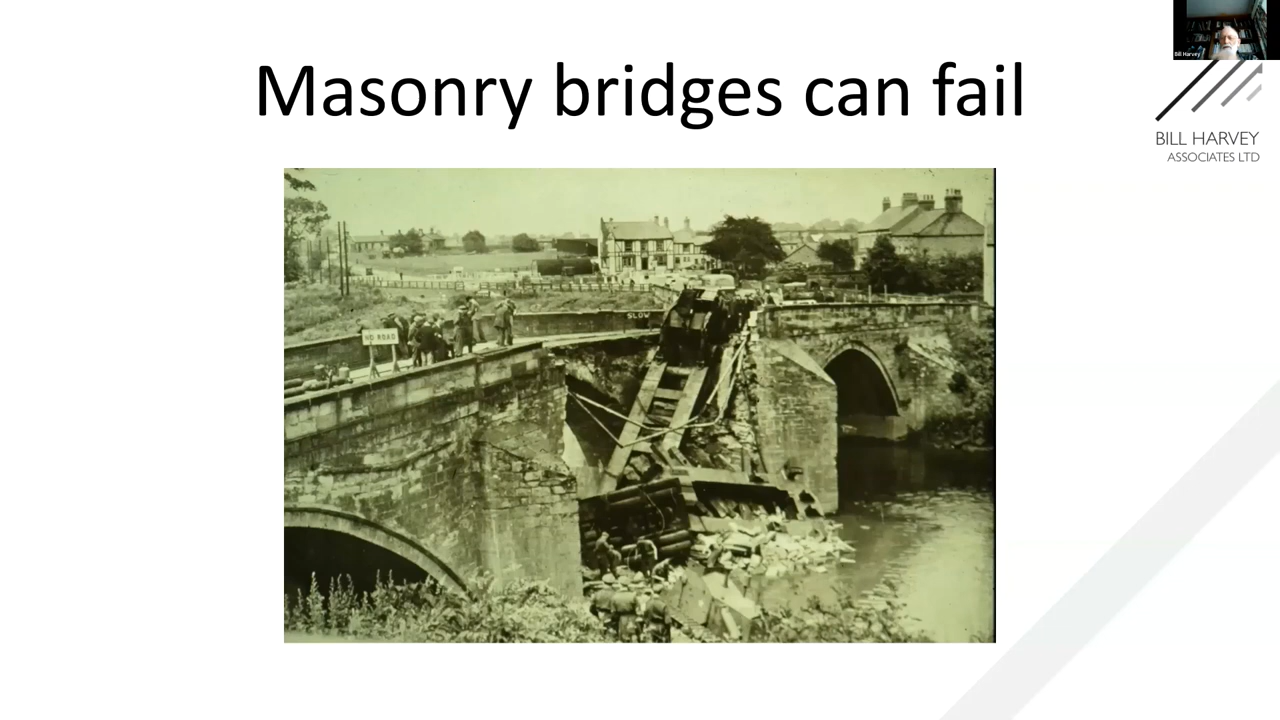 Masonry bridges can fail
Bill Harvey
BILL HARVEY
ASSOCIATES LTD
SLOW
NO ROAD